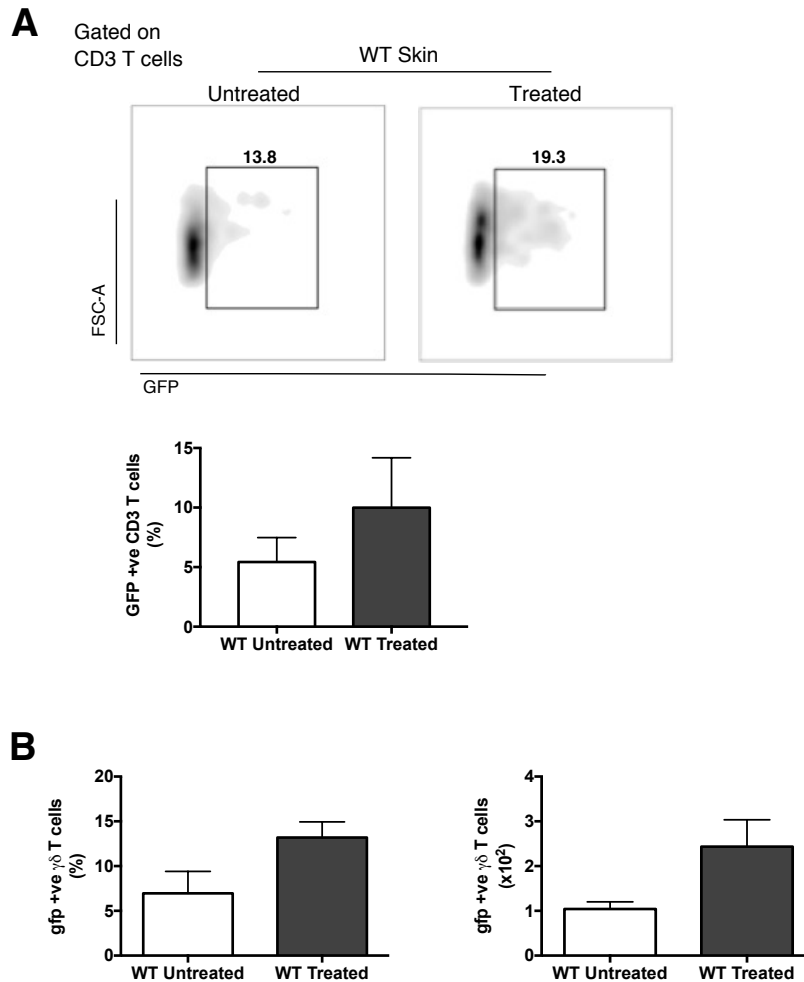 A
Gated on
CD3 T cells
WT Skin
Untreated
Treated
13.8
19.3
FSC-A
GFP
GFP +ve CD3 T cells
(%)
15
10
5
0
WT Untreated WT Treated
B
gfp +ve γδ T cells
(%)
20
15
10
5
0
WT Untreated WT Treated
gfp +ve γδ T cells
(x10²)
4
3
2
1
0
WT Untreated WT Treated